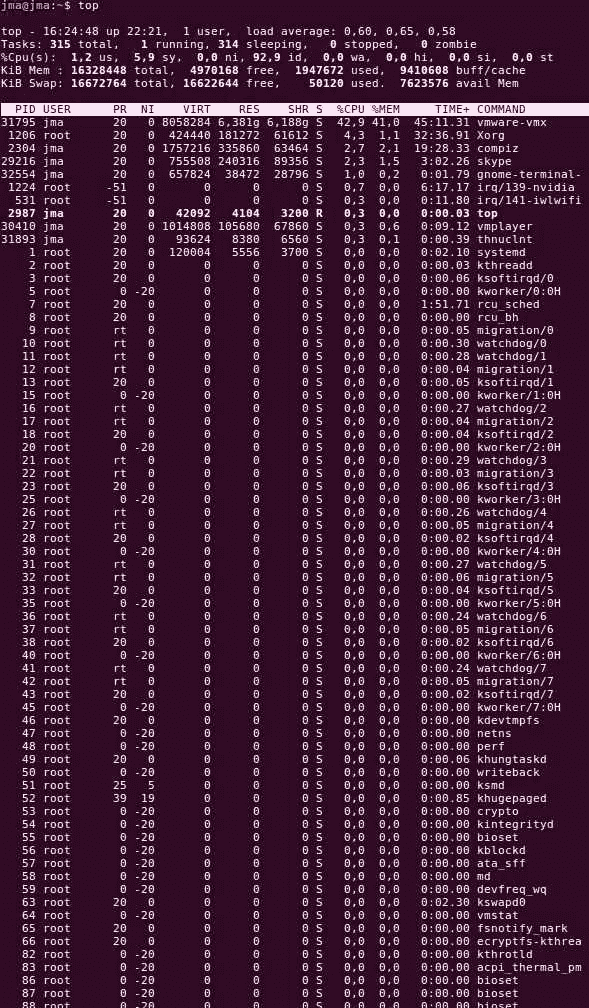 jma@jma:~$ top
top - 16:24:48 up 22:21,  1 user,  load average: 0,60, 0,65, 0,58
Tasks: 315 total,   1 running, 314 sleeping,   0 stopped,   0 zombie
%Cpu(s):  1,2 us,  5,9 sy,  0,0 ni, 92,9 id,  0,0 wa,  0,0 hi,  0,0 si,  0,0 st
KiB Mem : 16328448 total,  4970168 free,  1947672 used,  9410608 buff/cache
KiB Swap: 16672764 total, 16622644 free,    50120 used.  7623576 avail Mem
PID USER PR NI VIRT RES SHR S %CPU %MEM TIME+ COMMAND
31795 jma 20 0 8058284 6,381g 6,188g S 42,9 41,0 45:11.31 vmware-vmx
1206 root 20 0 424440 181272 61612 S 4,3 1,1 32:36.91 Xorg
2304 jma 20 0 1757216 335860 63464 S 2,7 2,1 19:28.33 compiz
29216 jma 20 0 755508 240316 89356 S 2,3 1,5 3:02.26 skype
32554 jma 20 0 657824 38472 28796 S 1,0 0,2 0:01.79 gnome-terminal-
1224 root -51 0 0 0 0 S 0,7 0,0 6:17.17 irq/139-nvidia
531 root -51 0 0 0 0 S 0,3 0,0 0:11.80 irq/141-iwlwifi
2987 jma 20 0 42092 4104 3200 R 0,3 0,0 0:00.03 top
30410 jma 20 0 1014808 105680 67860 S 0,3 0,6 0:09.12 vmplayer
31893 jma 20 0 93624 8380 6560 S 0,3 0,1 0:00.39 thnuclnt
1 root 20 0 120004 5556 3700 S 0,0 0,0 0:02.10 systemd
2 root 20 0 0 0 0 S 0,0 0,0 0:00.03 kthreadd
3 root 20 0 0 0 0 S 0,0 0,0 0:00.06 ksoftirqd/0
5 root 0 -20 0 0 0 S 0,0 0,0 0:00.00 kworker/0:0H
7 root 20 0 0 0 0 S 0,0 0,0 1:51.71 rcu_sched
8 root 20 0 0 0 0 S 0,0 0,0 0:00.00 rcu_bh
9 root rt 0 0 0 0 S 0,0 0,0 0:00.05 migration/0
10 root rt 0 0 0 0 S 0,0 0,0 0:00.30 watchdog/0
11 root rt 0 0 0 0 S 0,0 0,0 0:00.28 watchdog/1
12 root rt 0 0 0 0 S 0,0 0,0 0:00.04 migration/1
13 root 20 0 0 0 0 S 0,0 0,0 0:00.05 ksoftirqd/1
15 root 0 -20 0 0 0 S 0,0 0,0 0:00.00 kworker/1:0H
16 root rt 0 0 0 0 S 0,0 0,0 0:00.27 watchdog/2
17 root rt 0 0 0 0 S 0,0 0,0 0:00.04 migration/2
18 root 20 0 0 0 0 S 0,0 0,0 0:00.04 ksoftirqd/2
20 root 0 -20 0 0 0 S 0,0 0,0 0:00.00 kworker/2:0H
21 root rt 0 0 0 0 S 0,0 0,0 0:00.29 watchdog/3
22 root rt 0 0 0 0 S 0,0 0,0 0:00.03 migration/3
23 root 20 0 0 0 0 S 0,0 0,0 0:00.06 ksoftirqd/3
25 root 0 -20 0 0 0 S 0,0 0,0 0:00.00 kworker/3:0H
26 root rt 0 0 0 0 S 0,0 0,0 0:00.26 watchdog/4
27 root rt 0 0 0 0 S 0,0 0,0 0:00.05 migration/4
28 root 20 0 0 0 0 S 0,0 0,0 0:00.02 ksoftirqd/4
30 root 0 -20 0 0 0 S 0,0 0,0 0:00.00 kworker/4:0H
31 root rt 0 0 0 0 S 0,0 0,0 0:00.27 watchdog/5
32 root rt 0 0 0 0 S 0,0 0,0 0:00.06 migration/5
33 root 20 0 0 0 0 S 0,0 0,0 0:00.04 ksoftirqd/5
35 root 0 -20 0 0 0 S 0,0 0,0 0:00.00 kworker/5:0H
36 root rt 0 0 0 0 S 0,0 0,0 0:00.24 watchdog/6
37 root rt 0 0 0 0 S 0,0 0,0 0:00.05 migration/6
38 root 20 0 0 0 0 S 0,0 0,0 0:00.02 ksoftirqd/6
40 root 0 -20 0 0 0 S 0,0 0,0 0:00.00 kworker/6:0H
41 root rt 0 0 0 0 S 0,0 0,0 0:00.24 watchdog/7
42 root rt 0 0 0 0 S 0,0 0,0 0:00.05 migration/7
43 root 20 0 0 0 0 S 0,0 0,0 0:00.02 ksoftirqd/7
45 root 0 -20 0 0 0 S 0,0 0,0 0:00.00 kworker/7:0H
46 root 20 0 0 0 0 S 0,0 0,0 0:00.00 kdevtmpfs
47 root 0 -20 0 0 0 S 0,0 0,0 0:00.00 netns
48 root 0 -20 0 0 0 S 0,0 0,0 0:00.00 perf
49 root 20 0 0 0 0 S 0,0 0,0 0:00.06 khungtaskd
50 root 0 -20 0 0 0 S 0,0 0,0 0:00.00 writeback
51 root 25 5 0 0 0 S 0,0 0,0 0:00.00 ksmd
52 root 39 19 0 0 0 S 0,0 0,0 0:00.85 khugepaged
53 root 0 -20 0 0 0 S 0,0 0,0 0:00.00 crypto
54 root 0 -20 0 0 0 S 0,0 0,0 0:00.00 kintegrityd
55 root 0 -20 0 0 0 S 0,0 0,0 0:00.00 bioset
56 root 0 -20 0 0 0 S 0,0 0,0 0:00.00 kblockd
57 root 0 -20 0 0 0 S 0,0 0,0 0:00.00 ata_sff
58 root 0 -20 0 0 0 S 0,0 0,0 0:00.00 md
59 root 0 -20 0 0 0 S 0,0 0,0 0:00.00 devfreq_wq
63 root 20 0 0 0 0 S 0,0 0,0 0:02.30 kswapd0
64 root 0 -20 0 0 0 S 0,0 0,0 0:00.00 vmstat
65 root 20 0 0 0 0 S 0,0 0,0 0:00.00 fsnotify_mark
66 root 20 0 0 0 0 S 0,0 0,0 0:00.00 ecryptfs-kthrea
82 root 0 -20 0 0 0 S 0,0 0,0 0:00.00 kthrotld
83 root 0 -20 0 0 0 S 0,0 0,0 0:00.00 acpi_thermal_pm
86 root 0 -20 0 0 0 S 0,0 0,0 0:00.00 bioset
87 root 0 -20 0 0 0 S 0,0 0,0 0:00.00 bioset
88 root 0 -20 0 0 0 S 0,0 0,0 0:00.00 bioset